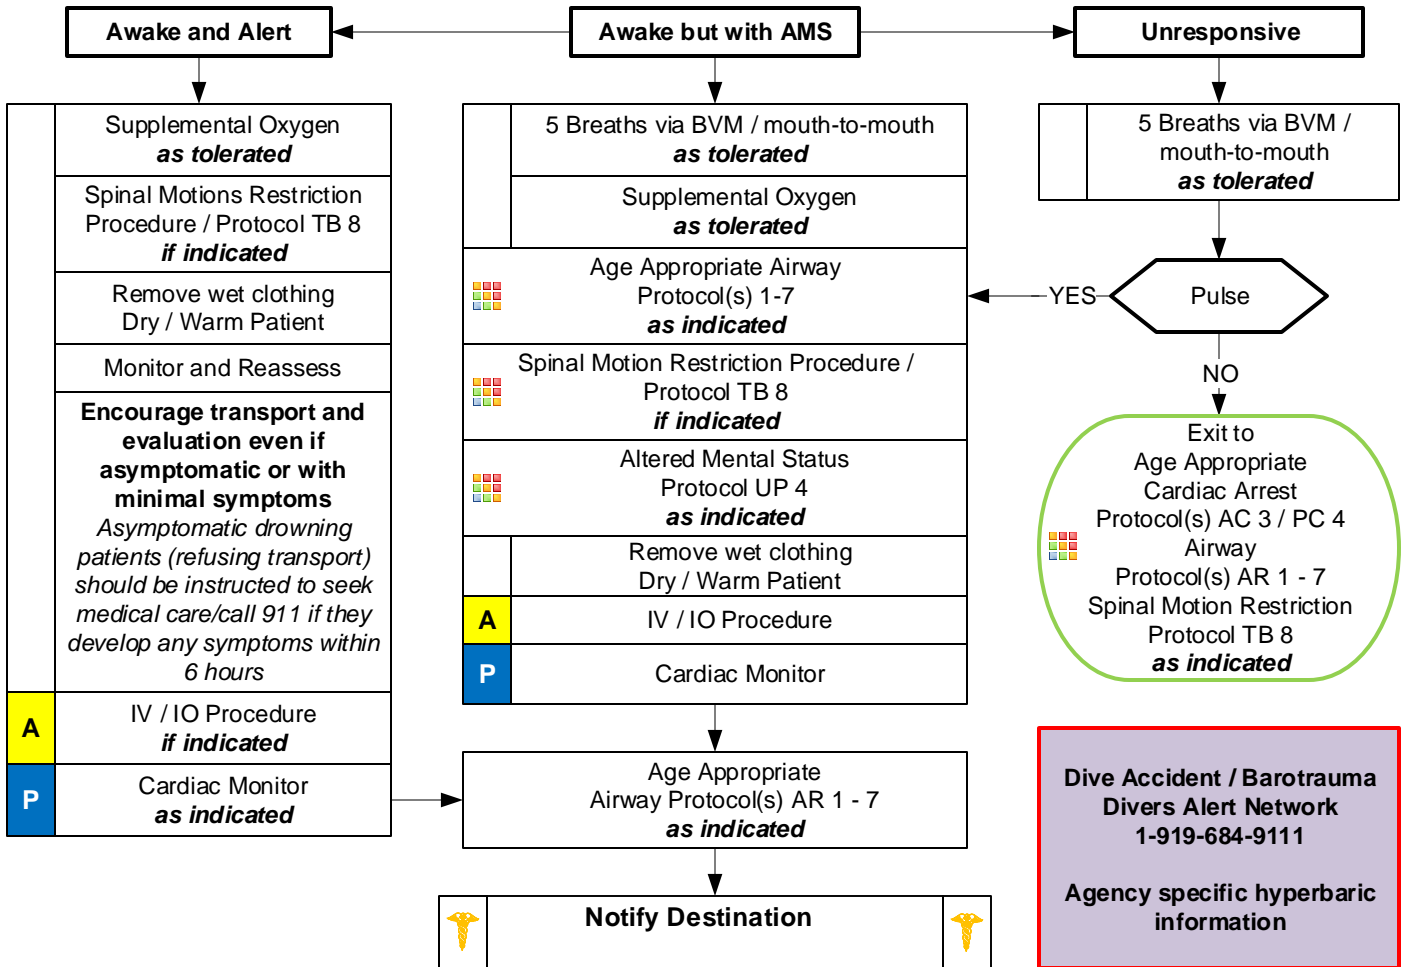 Awake and Alert
Awake but with AMS
Unresponsive
Supplemental Oxygen
as tolerated
Spinal Motions Restriction
Procedure / Protocol TB 8
if indicated
Remove wet clothing
Dry / Warm Patient
Monitor and Reassess
Encourage transport and
evaluation even if
asymptomatic or with
minimal symptoms
Asymptomatic drowning
patients (refusing transport)
should be instructed to seek
medical care/call 911 if they
develop any symptoms within
6 hours
A
IV / IO Procedure
if indicated
P
Cardiac Monitor
as indicated
5 Breaths via BVM / mouth-to-mouth
as tolerated
Supplemental Oxygen
as tolerated
Age Appropriate Airway
Protocol(s) 1-7
as indicated
Spinal Motion Restriction Procedure /
Protocol TB 8
if indicated
Altered Mental Status
Protocol UP 4
as indicated
Remove wet clothing
Dry / Warm Patient
A
IV / IO Procedure
P
Cardiac Monitor
Age Appropriate
Airway Protocol(s) AR 1 - 7
as indicated
Notify Destination
5 Breaths via BVM /
mouth-to-mouth
as tolerated
YES
Pulse
NO
Exit to
Age Appropriate
Cardiac Arrest
Protocol(s) AC 3 / PC 4
Airway
Protocol(s) AR 1 - 7
Spinal Motion Restriction
Protocol TB 8
as indicated
Dive Accident / Barotrauma
Divers Alert Network
1-919-684-9111
Agency specific hyperbaric
information